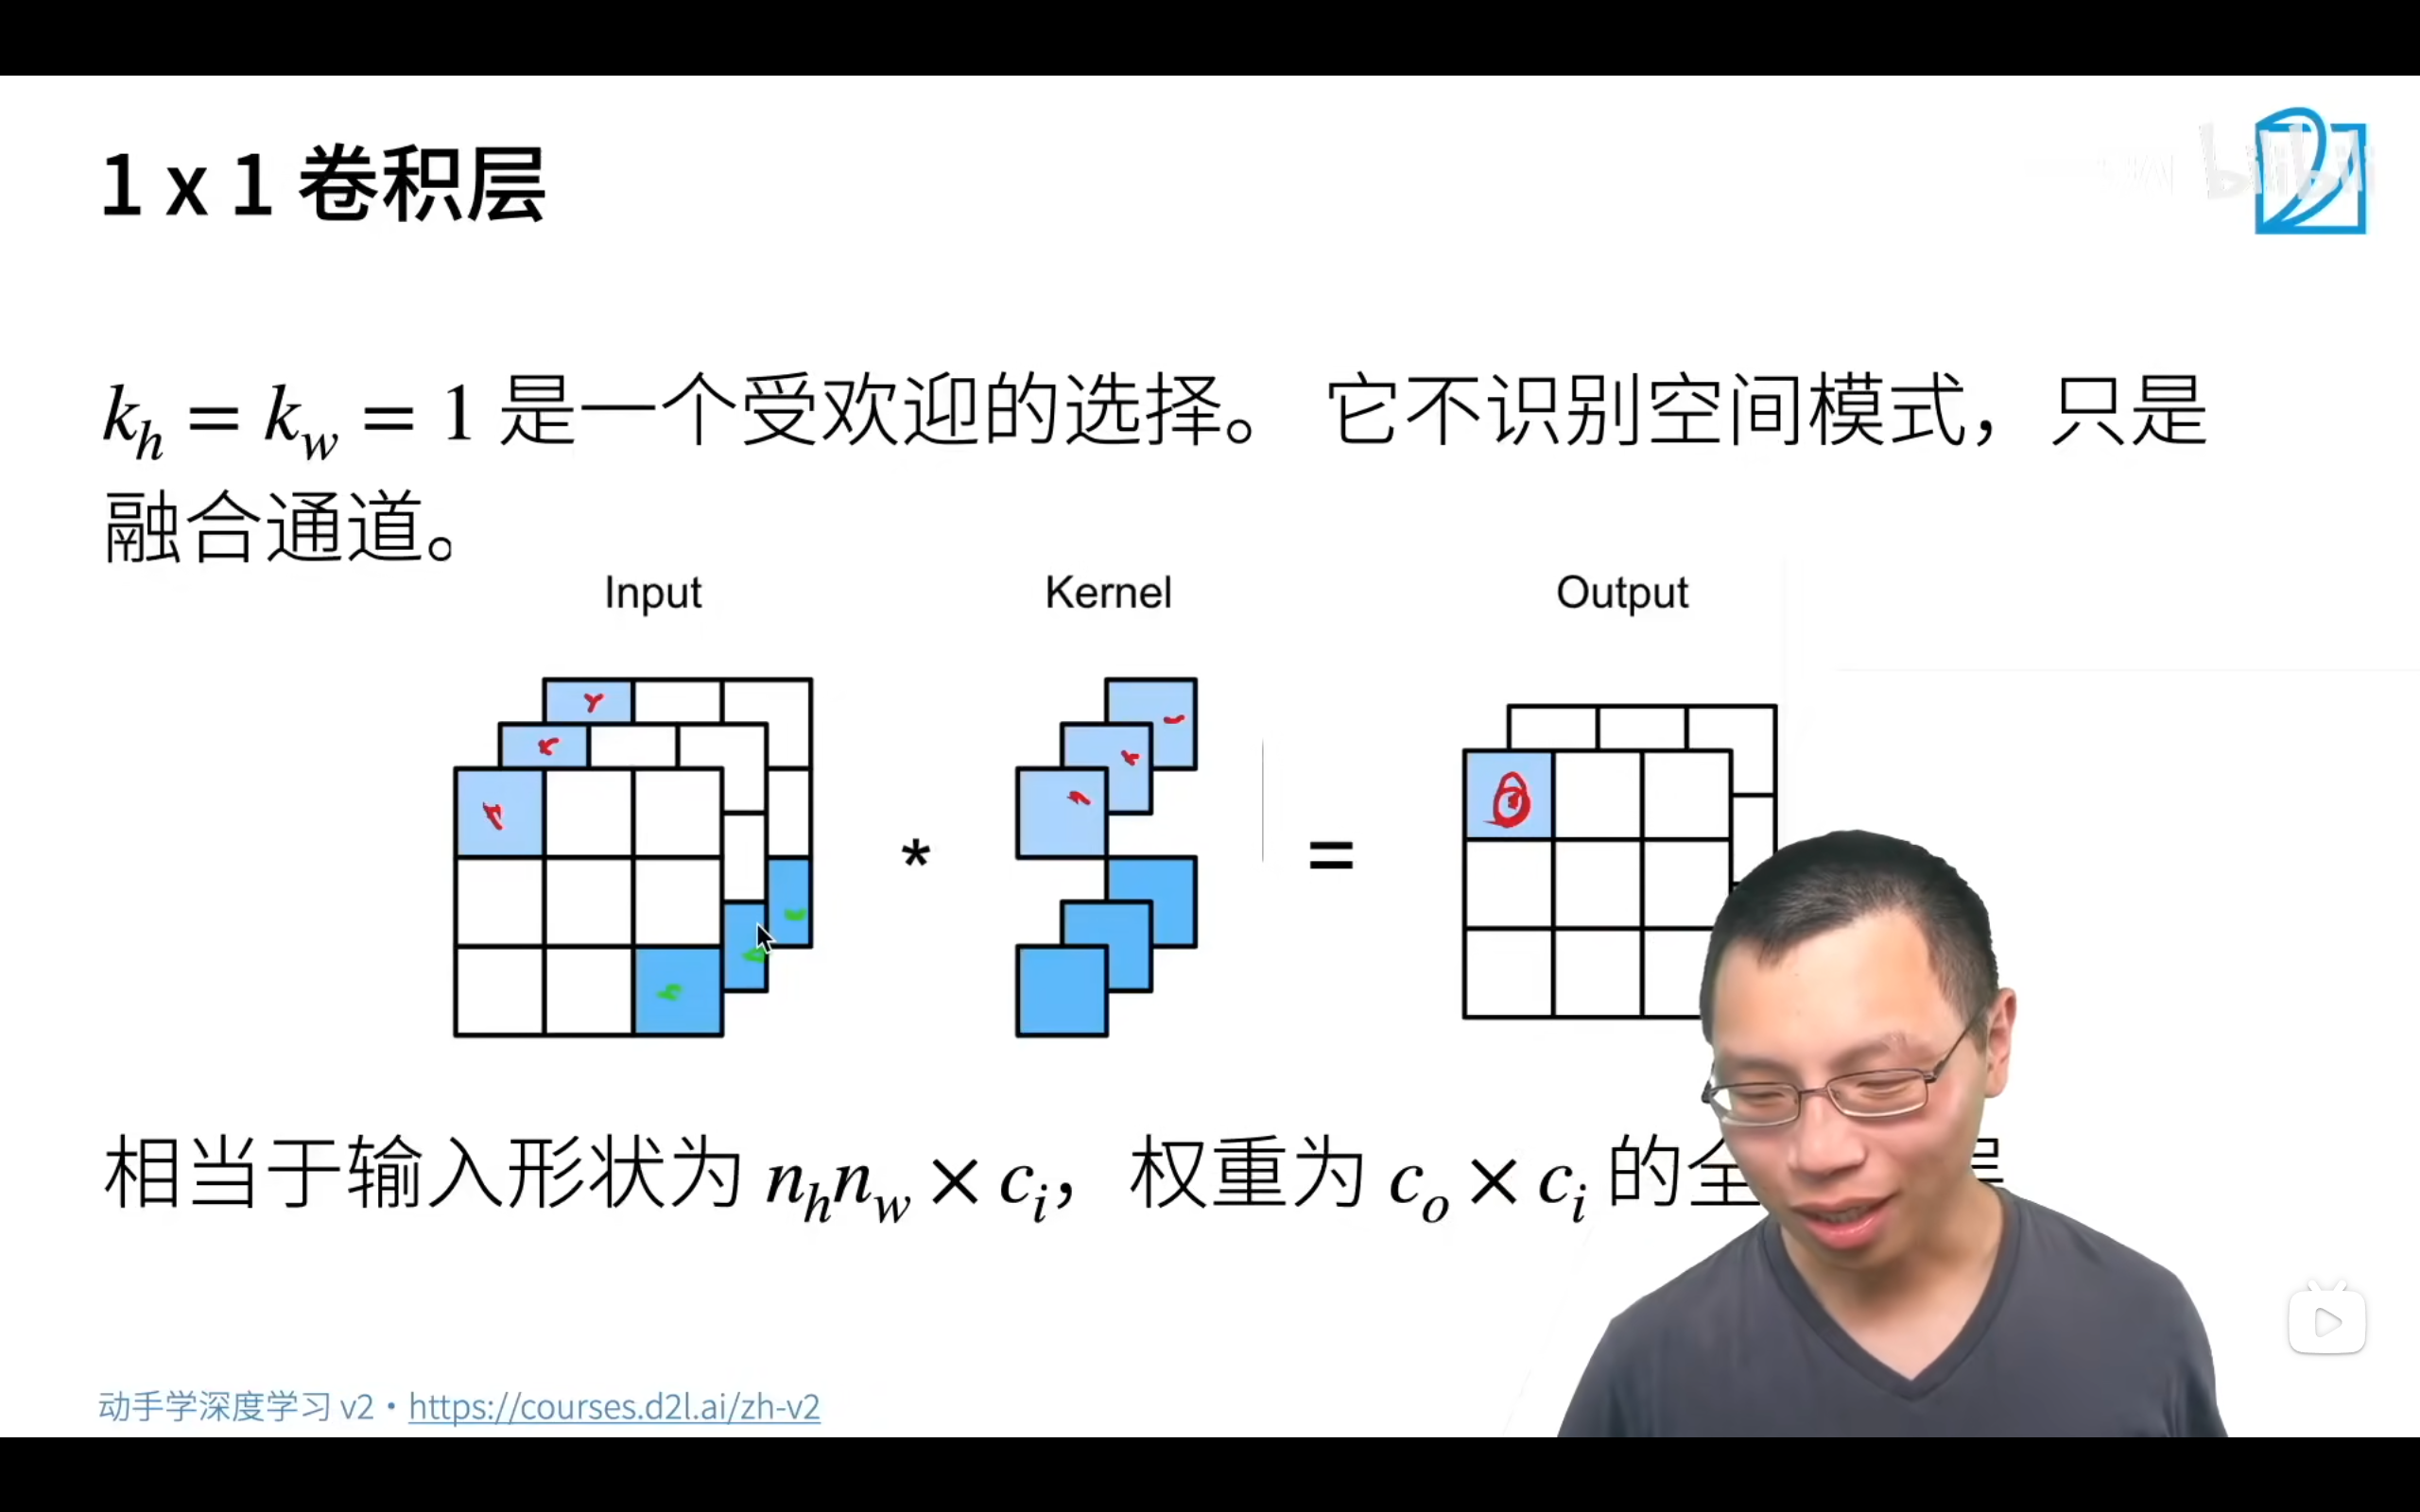 1 x 1 卷积层
bilibili
k_h = k_w = 1 是一个受欢迎的选择。 它不识别空间模式，只是
融合通道。
Input Kernel Output
* =
相当于输入形状为 n_h n_w × c_i， 权重为 c_o × c_i 的全
动手学深度学习 v2 • https://courses.d2l.ai/zh-v2